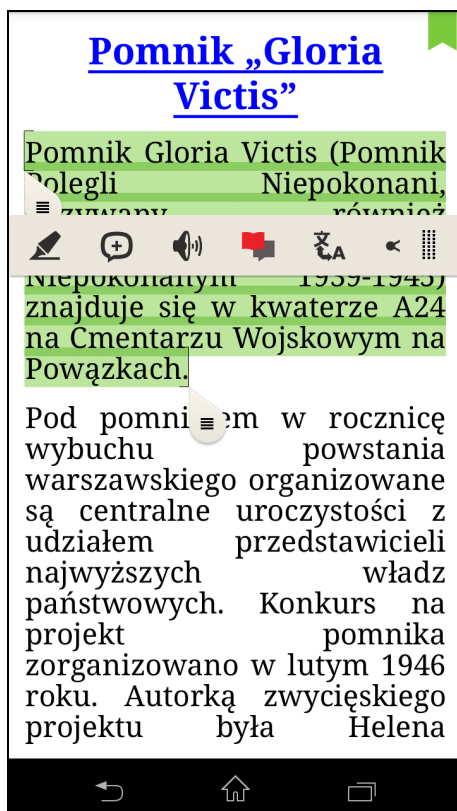 Pomnik „Gloria
Victis”
Pomnik Gloria Victis (Pomnik
Polegli Niepokonani,
również
Niepokonanym 1939-1945)
znajduje się w kwaterze A24
na Cmentarzu Wojskowym na
Powązkach.
Pod pomnikiem w rocznicę
wybuchu powstania
warszawskiego organizowane
są centralne uroczystości z
udziałem przedstawicieli
najwyższych władz
państwowych. Konkurs na
projekt pomnika
zorganizowano w lutym 1946
roku. Autorką zwycięskiego
projektu była Helena